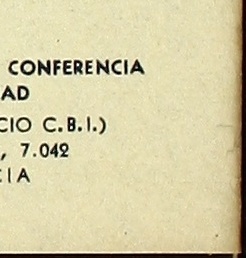 CONFERENCIA
AD
CIO C.B.I.)
, 7.042
CIA